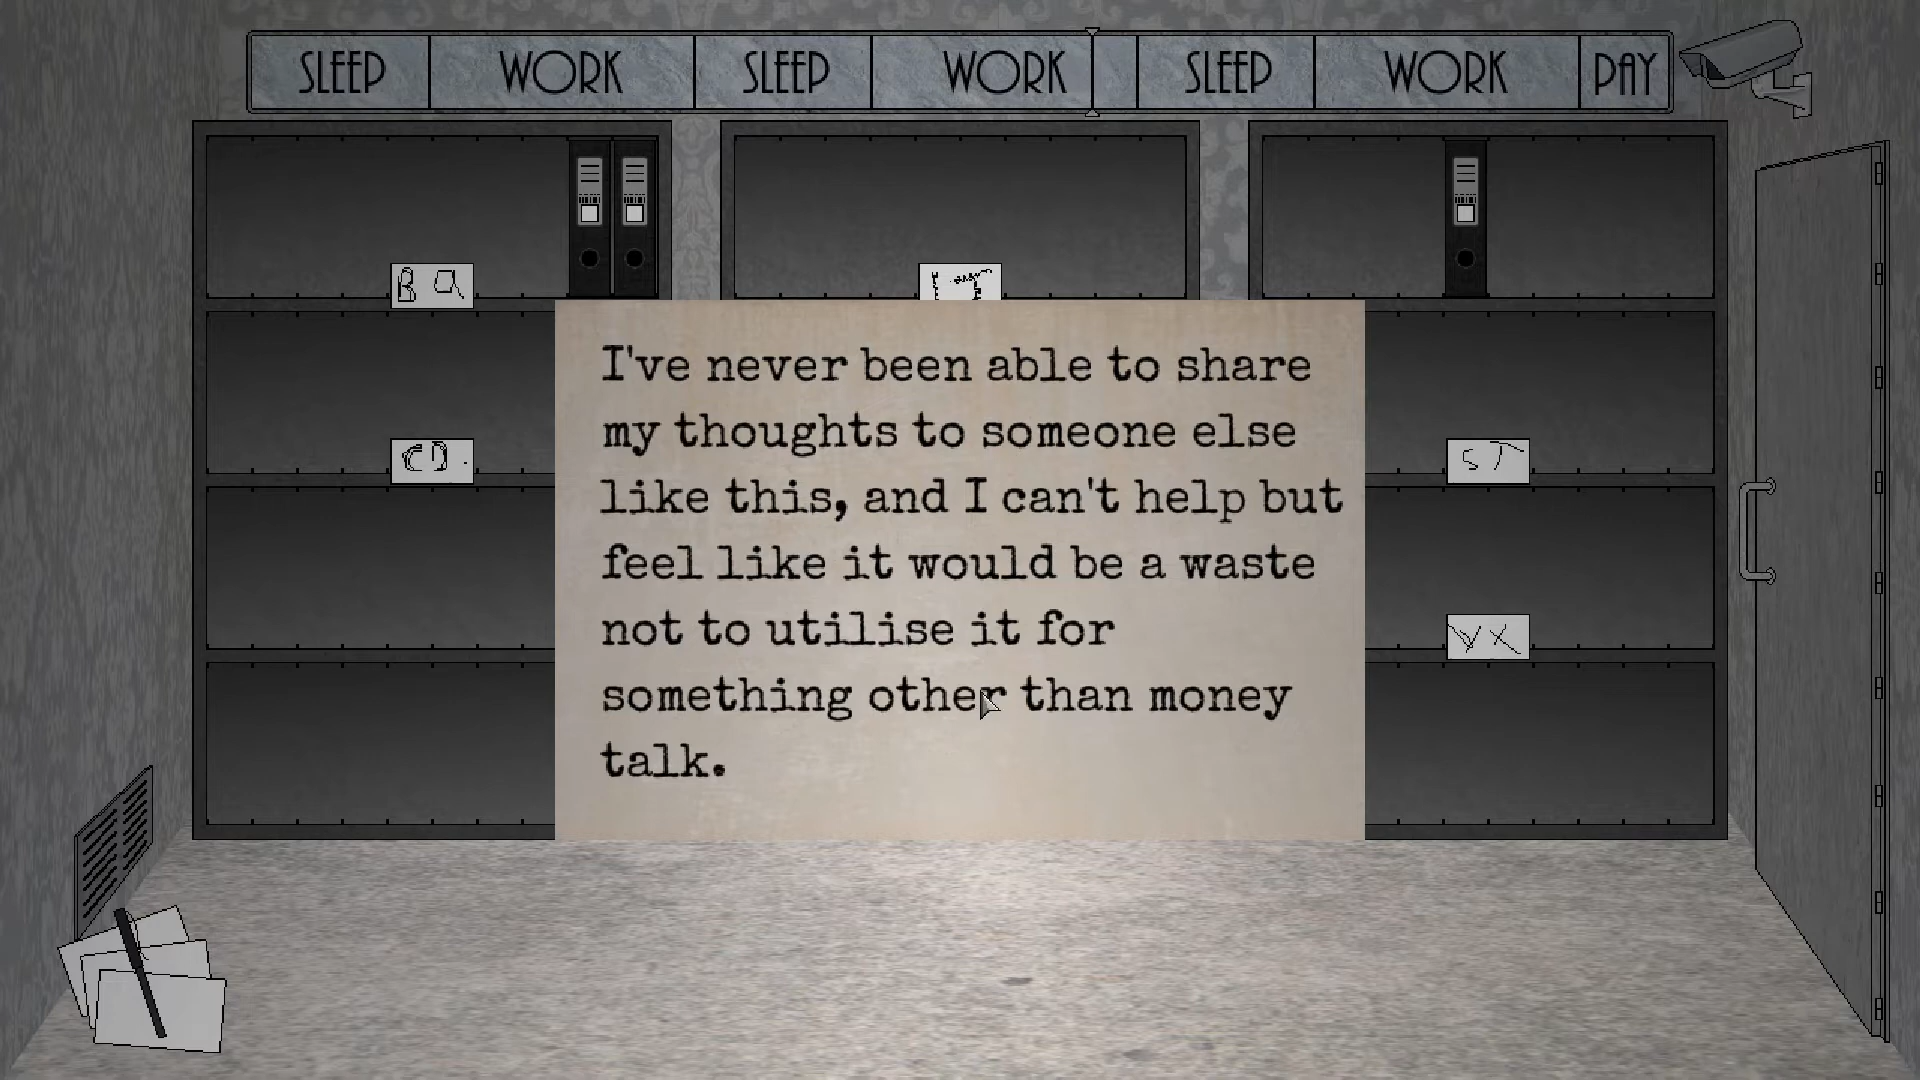 SLEEP WORK SLEEP WORK SLEEP WORK PAY
B a
I've never been able to share
my thoughts to someone else
like this, and I can't help but
feel like it would be a waste
not to utilise it for
something other than money
talk.
CD.
ST
VX